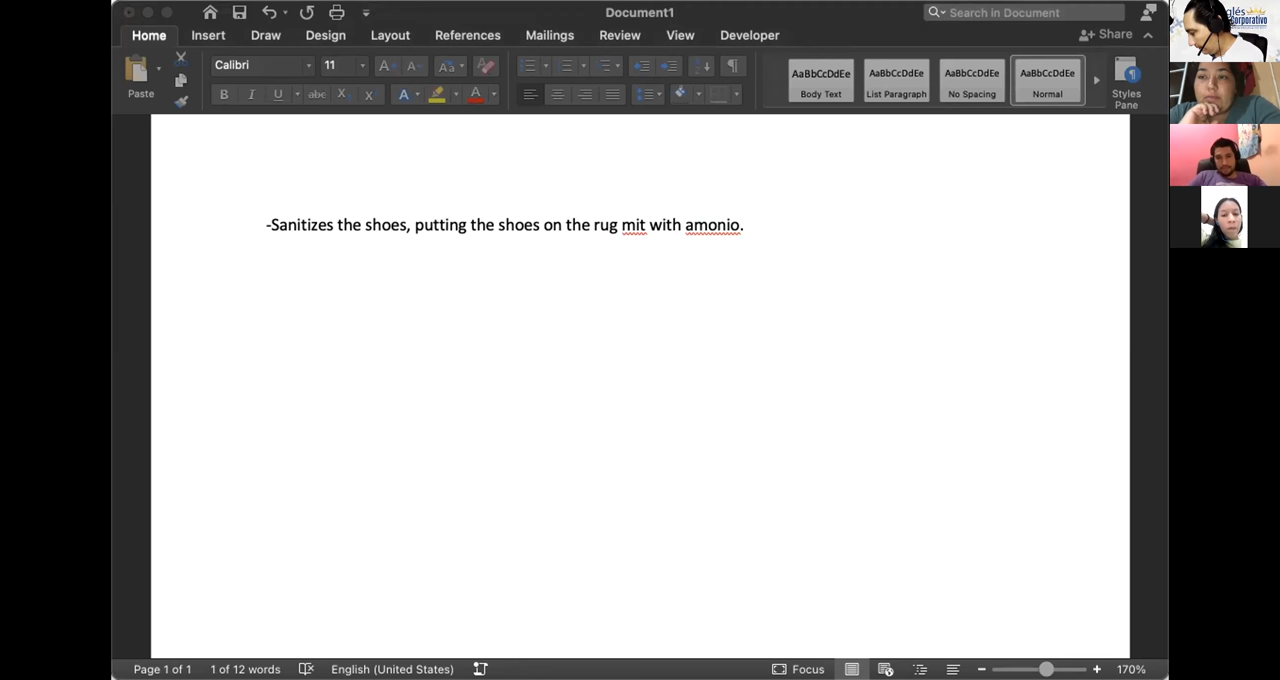 Document1
Search in Document
Home Insert Draw Design Layout References Mailings Review View Developer
Share
Paste
Calibri
11
AaBbCcDdEe AaBbCcDdEe AaBbCcDdEe AaBbCcDdEe
Body Text List Paragraph No Spacing Normal
Styles
Pane
-Sanitizes the shoes, putting the shoes on the rug mit with amonio.
Page 1 of 1 1 of 12 words English (United States) Focus 170%
glés
Corporativo